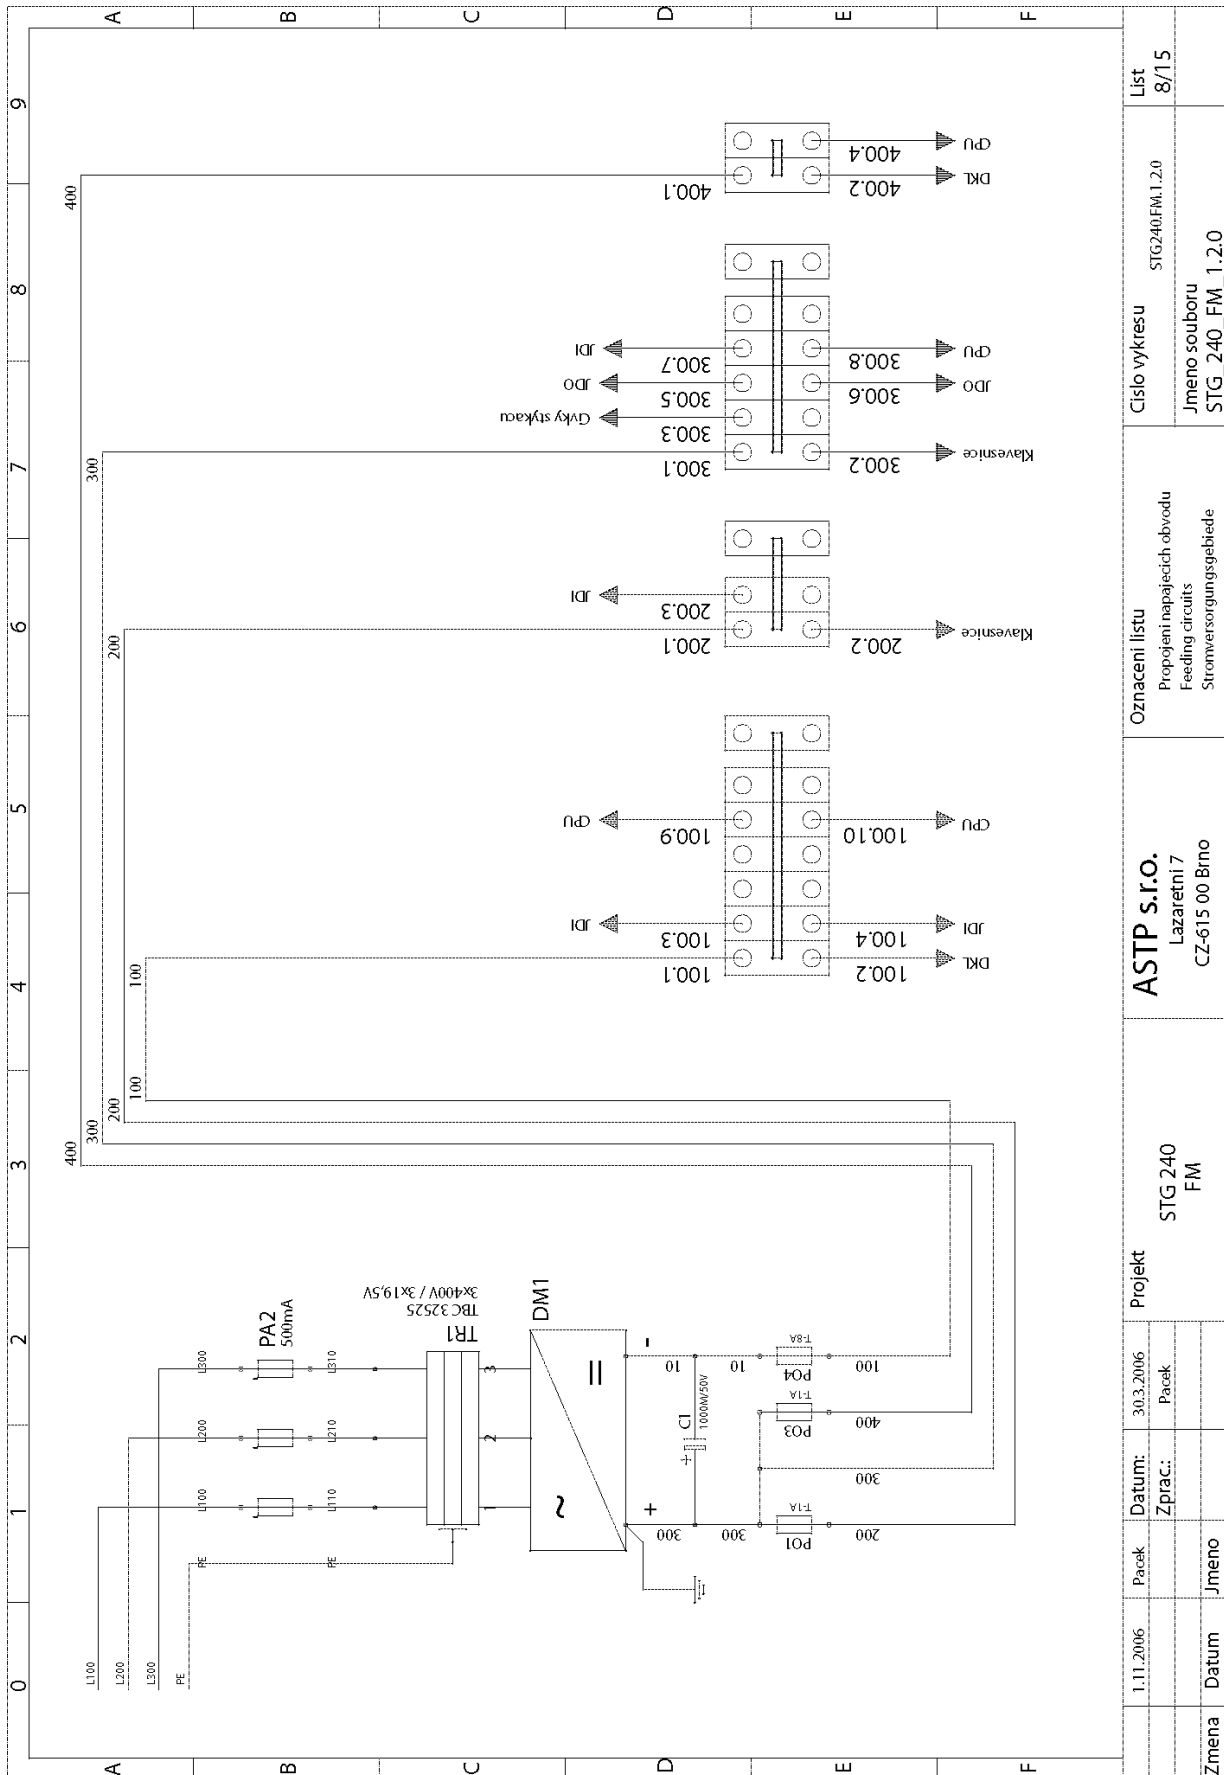 0 1 2 3 4 5 6 7 8 9
A
B
C
D
E
F
A
B
C
D
E
F
L100
L200
L300
PE
L100
L200
L300
PE
PA2
500mA
L110
L210
L310
PE
TR1
TBC 32525
3x400V / 3x19,5V
1
2
3
DM1
~
=
+
-
300
10
C1
1000M/50V
+
300
10
PO1
T-1A
PO3
T-1A
PO4
T-8A
200
300
400
100
400
300
200
100
100
200
300
400
100.1
100.3
JDI
100.9
CPU
100.2
DKL
100.4
JDI
100.10
CPU
200.1
200.3
JDI
200.2
Klavesnice
300.1
300.3
Civky stykacu
300.5
JDO
300.7
JDI
300.2
Klavesnice
300.6
JDO
300.8
CPU
400.1
400.2
DKL
400.4
CPU
1.11.2006
Pacek
Zmena
Datum
Jmeno
Datum:
30.3.2006
Zprac.:
Pacek
Projekt
STG 240
FM
ASTP s.r.o.
Lazaretni 7
CZ-615 00 Brno
Oznaceni listu
Propojeni napajecich obvodu
Feeding circuits
Stromversorgungsgebiede
Cislo vykresu
STG240.FM.1.2.0
Jmeno souboru
STG_240_FM_1.2.0
List
8/15